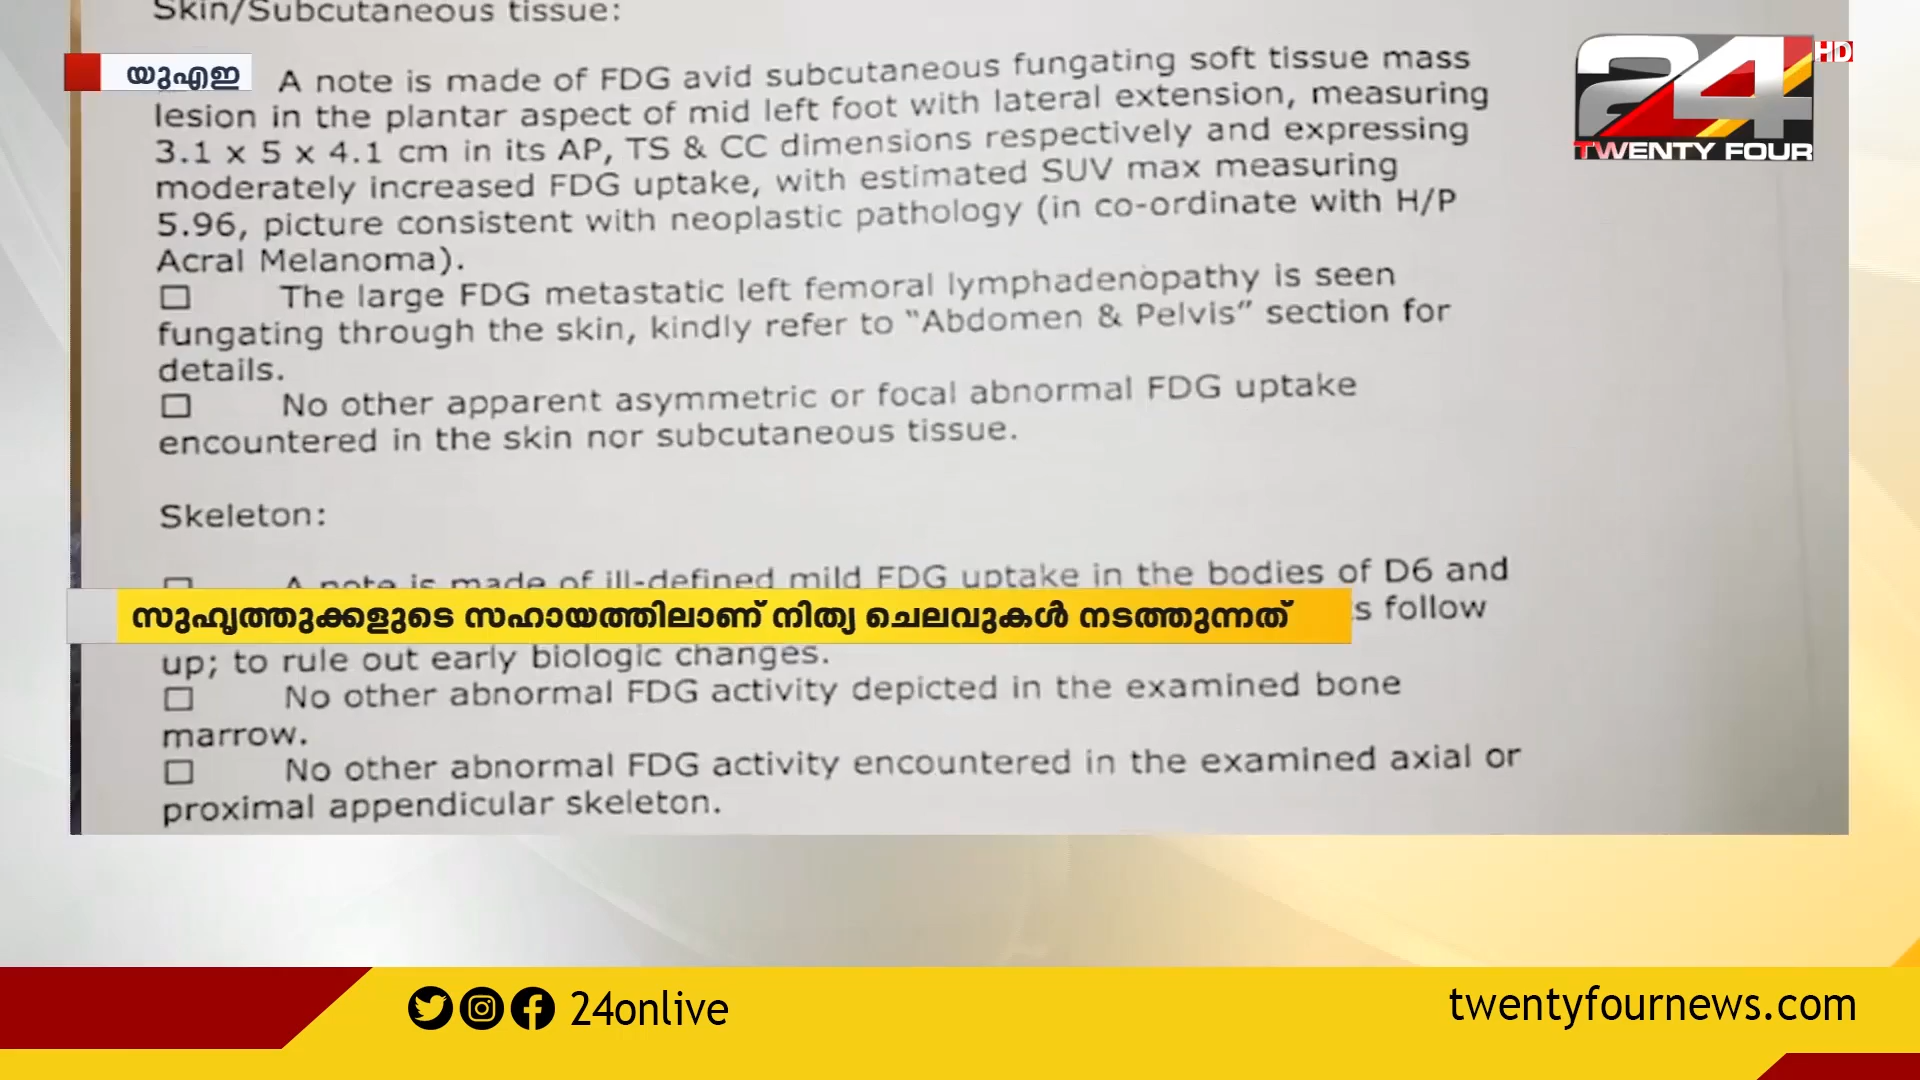 Skin/Subcutaneous tissue:
യുഎഇ
24 HD
TWENTY FOUR
A note is made of FDG avid subcutaneous fungating soft tissue mass
lesion in the plantar aspect of mid left foot with lateral extension, measuring
3.1 x 5 x 4.1 cm in its AP, TS & CC dimensions respectively and expressing
moderately increased FDG uptake, with estimated SUV max measuring
5.96, picture consistent with neoplastic pathology (in co-ordinate with H/P
Acral Melanoma).
☐ The large FDG metastatic left femoral lymphadenopathy is seen
fungating through the skin, kindly refer to "Abdomen & Pelvis" section for
details.
☐ No other apparent asymmetric or focal abnormal FDG uptake
encountered in the skin nor subcutaneous tissue.
Skeleton:
☐ A note is made of ill-defined mild FDG uptake in the bodies of D6 and
സുഹൃത്തുക്കളുടെ സഹായത്തിലാണ് നിത്യ ചെലവുകൾ നടത്തുന്നത്
follow
up; to rule out early biologic changes.
☐ No other abnormal FDG activity depicted in the examined bone
marrow.
☐ No other abnormal FDG activity encountered in the examined axial or
proximal appendicular skeleton.
24onlive
twentyfournews.com